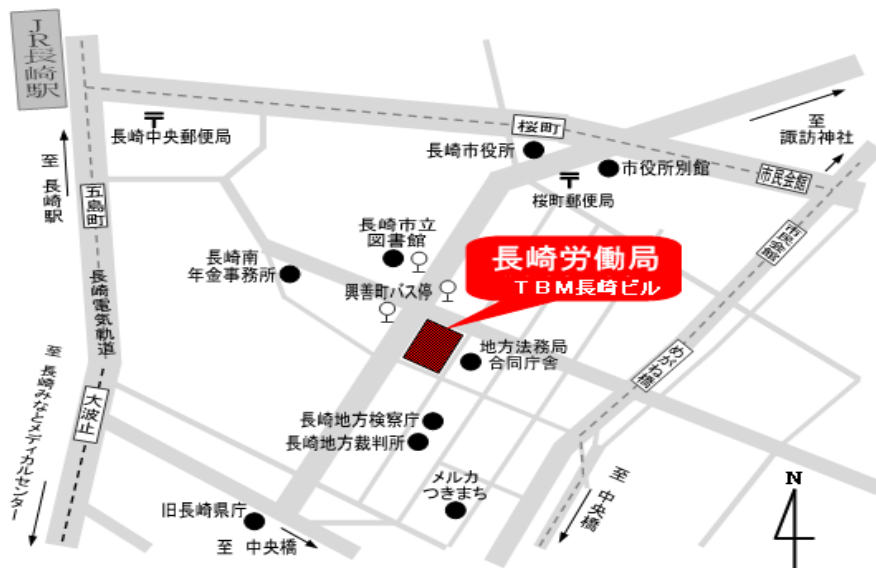 JR長崎駅
長崎中央郵便局
桜町
長崎市役所
市役所別館
桜町郵便局
至
諏訪神社
市民会館
市民会館
至 長崎駅
五島町
長崎電気軌道
長崎市立
図書館
長崎南
年金事務所
興善町バス停
長崎労働局
TBM長崎ビル
地方法務局
合同庁舎
めがね橋
大波止
至 長崎みなとメディカルセンター
長崎地方検察庁
長崎地方裁判所
メルカ
つきまち
旧長崎県庁
至 中央橋
至 中央橋
N